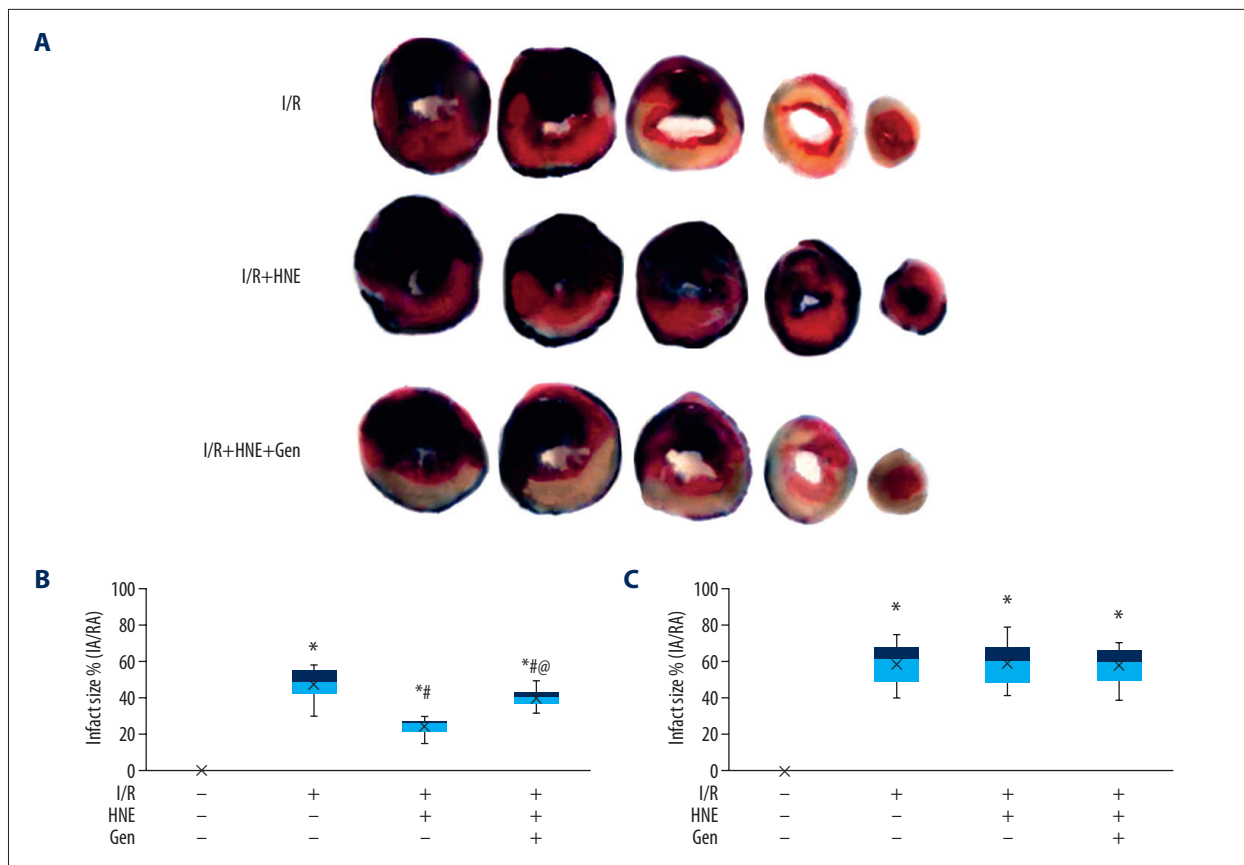 A
I/R
I/R+HNE
I/R+HNE+Gen
B
Infact size % (IA/RA)
100
80
60
40
20
0
*
*#
*#@
I/R – + + +
HNE – – + +
Gen – – – +
C
Infact size % (IA/RA)
100
80
60
40
20
0
*
*
*
I/R – + + +
HNE – – + +
Gen – – – +